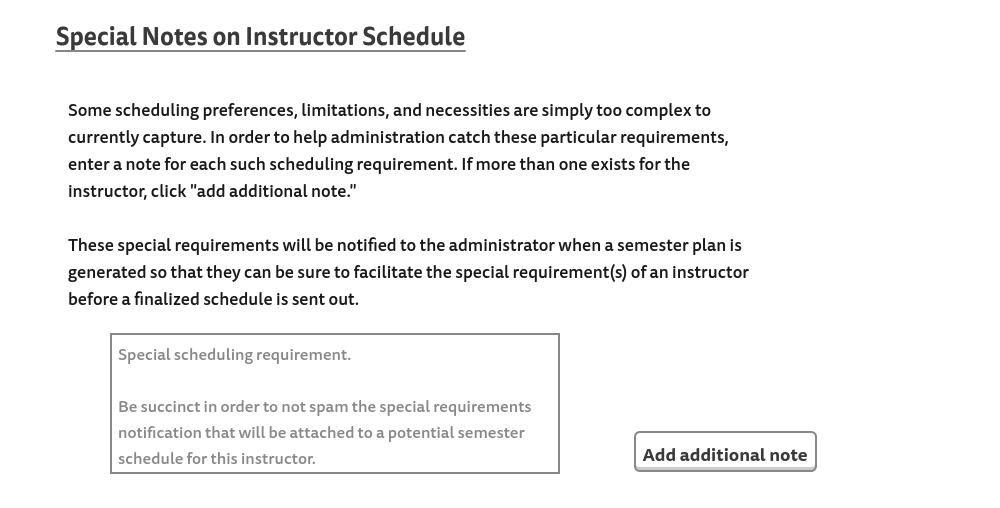 Special Notes on Instructor Schedule
Some scheduling preferences, limitations, and necessities are simply too complex to
currently capture. In order to help administration catch these particular requirements,
enter a note for each such scheduling requirement. If more than one exists for the
instructor, click "add additional note."
These special requirements will be notified to the administrator when a semester plan is
generated so that they can be sure to facilitate the special requirement(s) of an instructor
before a finalized schedule is sent out.
Special scheduling requirement.
Be succinct in order to not spam the special requirements
notification that will be attached to a potential semester
schedule for this instructor.
Add additional note